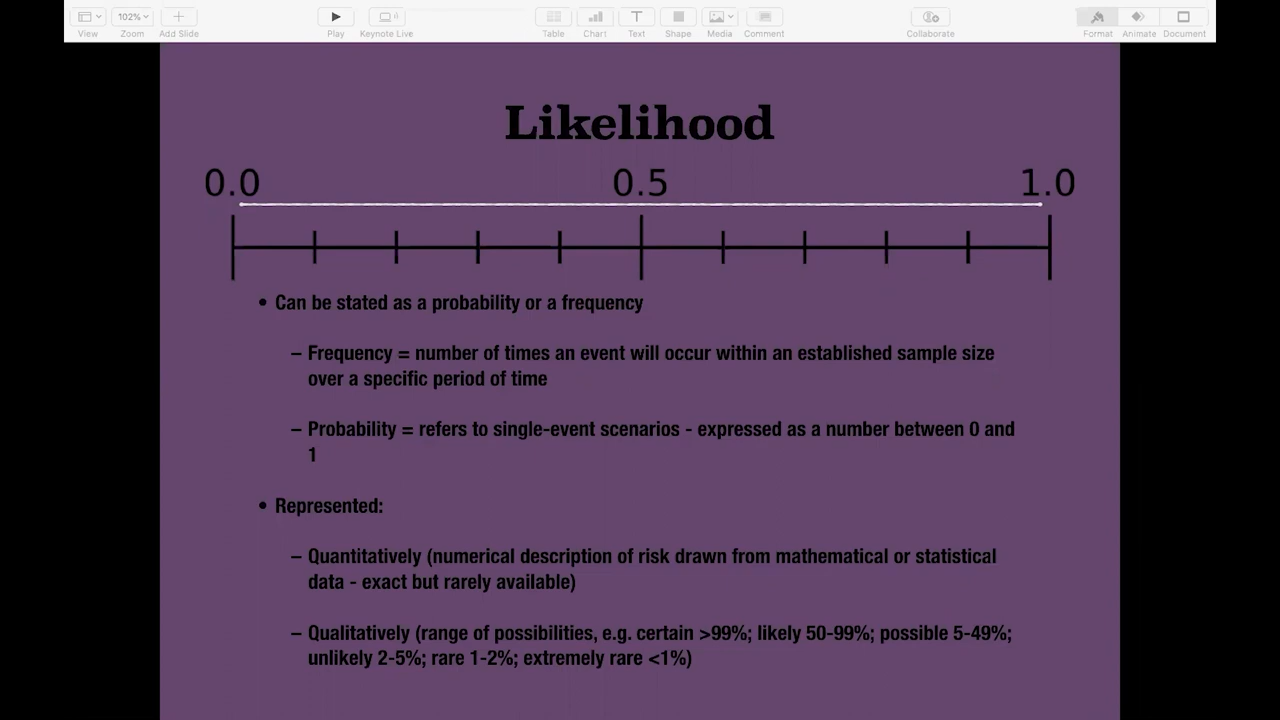 102%
View
Zoom
Add Slide
Play
Keynote Live
Table
Chart
Text
Shape
Media
Comment
Collaborate
Format
Animate
Document
Likelihood
0.0 0.5 1.0
• Can be stated as a probability or a frequency
– Frequency = number of times an event will occur within an established sample size
over a specific period of time
– Probability = refers to single-event scenarios - expressed as a number between 0 and
1
• Represented:
– Quantitatively (numerical description of risk drawn from mathematical or statistical
data - exact but rarely available)
– Qualitatively (range of possibilities, e.g. certain >99%; likely 50-99%; possible 5-49%;
unlikely 2-5%; rare 1-2%; extremely rare <1%)